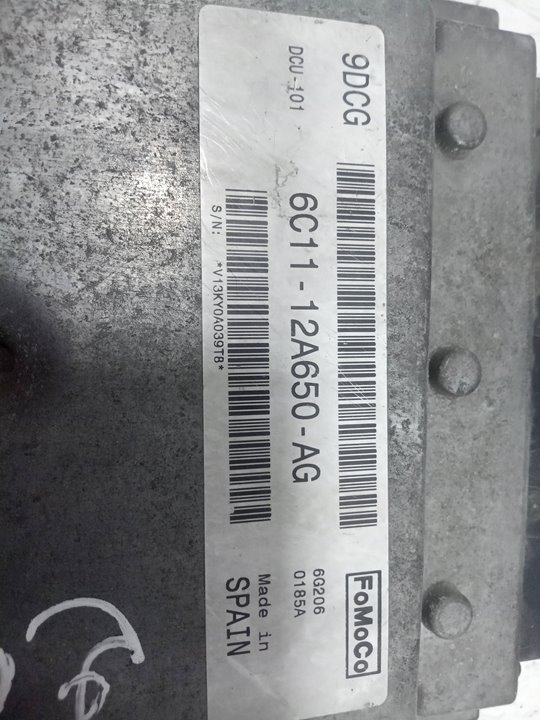 9DCG
FoMoCo
DCU-101
6C11-12A650-AG
6G206
0185A
S/N: *V13KY0A039T8*
Made in
SPAIN